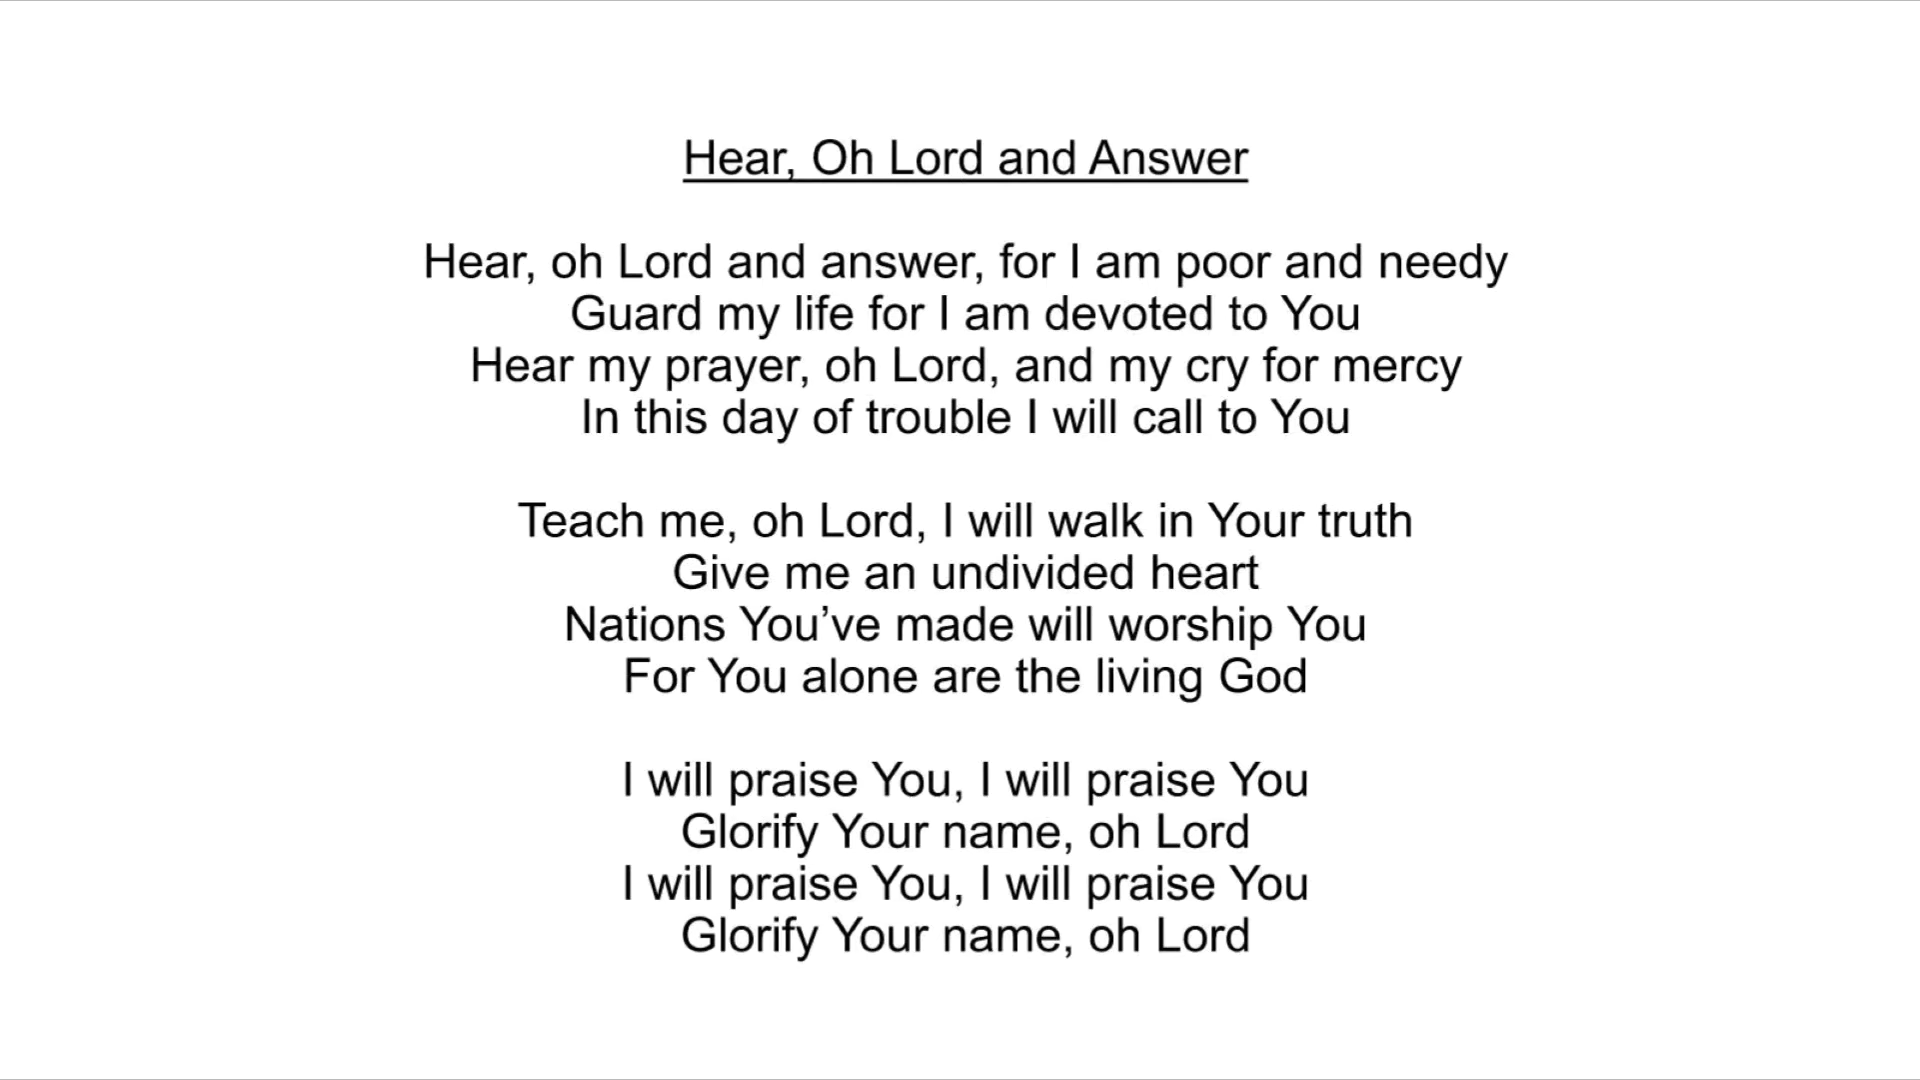 Hear, Oh Lord and Answer
Hear, oh Lord and answer, for I am poor and needy
Guard my life for I am devoted to You
Hear my prayer, oh Lord, and my cry for mercy
In this day of trouble I will call to You
Teach me, oh Lord, I will walk in Your truth
Give me an undivided heart
Nations You’ve made will worship You
For You alone are the living God
I will praise You, I will praise You
Glorify Your name, oh Lord
I will praise You, I will praise You
Glorify Your name, oh Lord